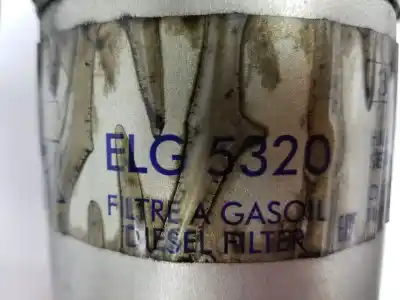 ELG 5320
FILTRE A GASOIL
DIESEL FILTER